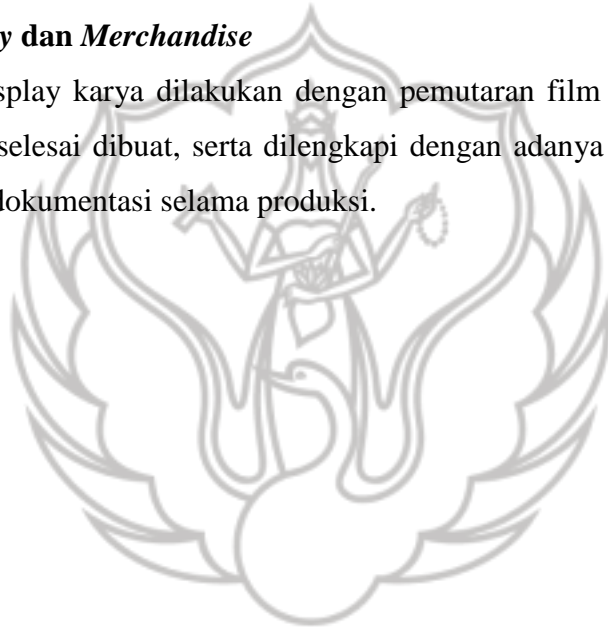 y dan Merchandise
splay karya dilakukan dengan pemutaran film
selesai dibuat, serta dilengkapi dengan adanya
dokumentasi selama produksi.